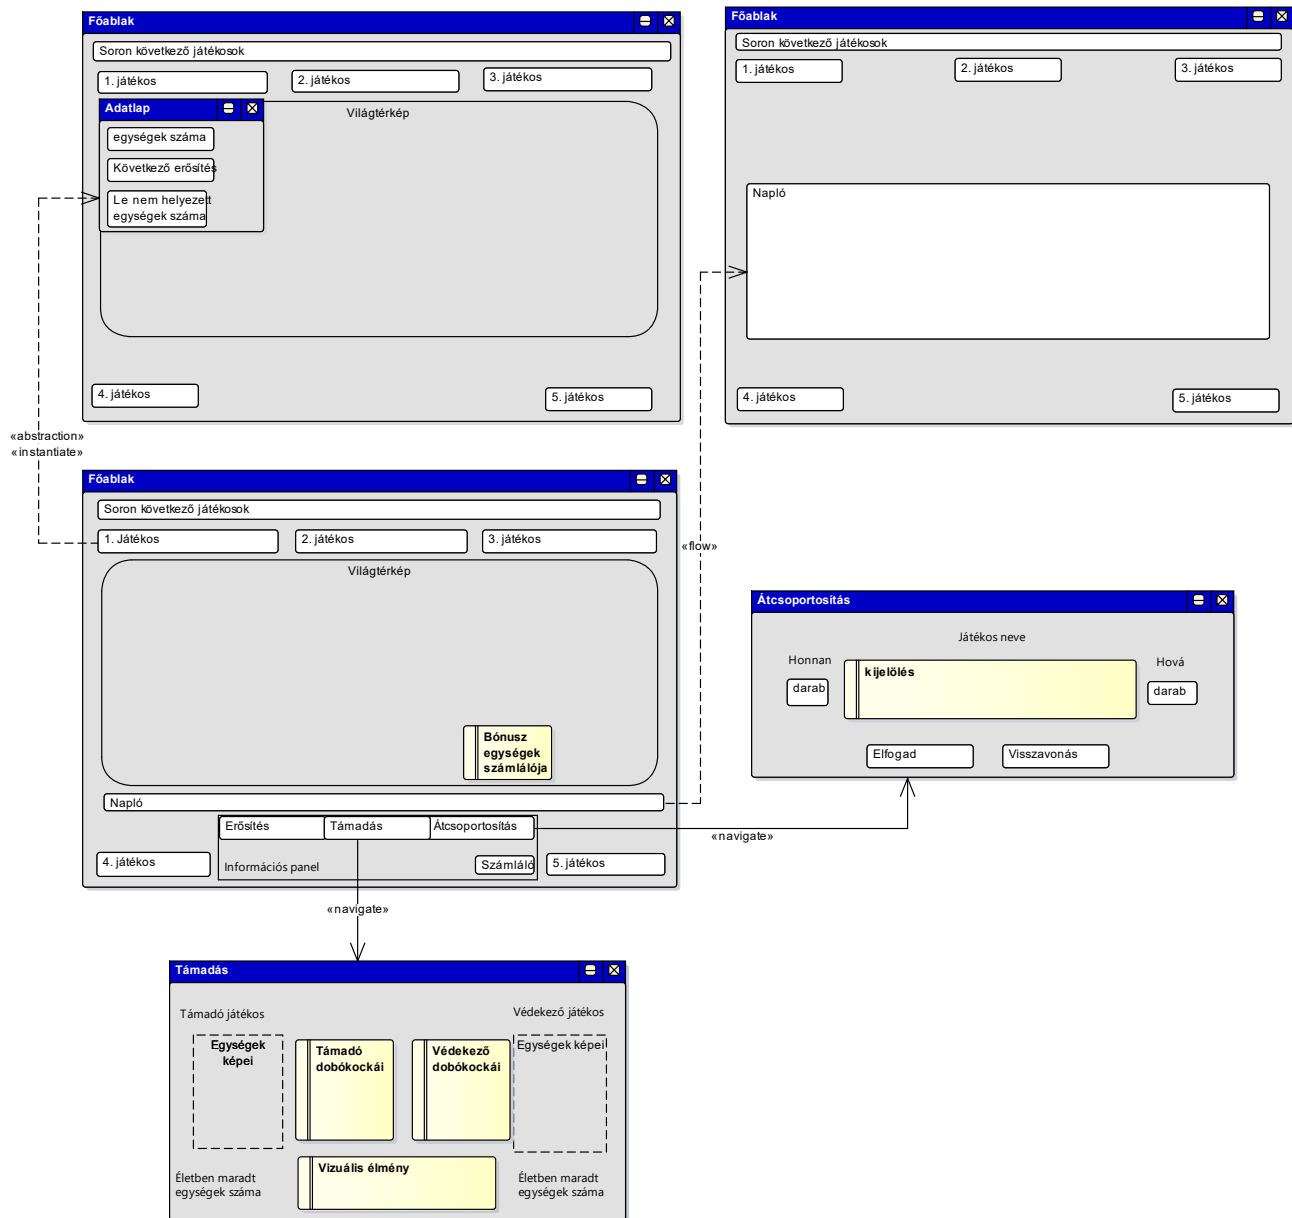 Főablak
Soron következő játékosok
1. játékos
2. játékos
3. játékos
Világtérkép
Adatlap
egységek száma
Következő erősítés
Le nem helyezett
egységek száma
4. játékos
5. játékos
Főablak
Soron következő játékosok
1. játékos
2. játékos
3. játékos
Napló
4. játékos
5. játékos
«abstraction»
«instantiate»
Főablak
Soron következő játékosok
1. Játékos
2. játékos
3. játékos
Világtérkép
Bónusz
egységek
számlálója
Napló
Erősítés
Támadás
Átcsoportosítás
4. játékos
Információs panel
Számláló
5. játékos
«flow»
«navigate»
«navigate»
Átcsoportosítás
Játékos neve
Honnan
darab
kijelölés
Hová
darab
Elfogad
Visszavonás
Támadás
Támadó játékos
Védekező játékos
Egységek
képei
Támadó
dobókockái
Védekező
dobókockái
Egységek képei
Életben maradt
egységek száma
Vizuális élmény
Életben maradt
egységek száma